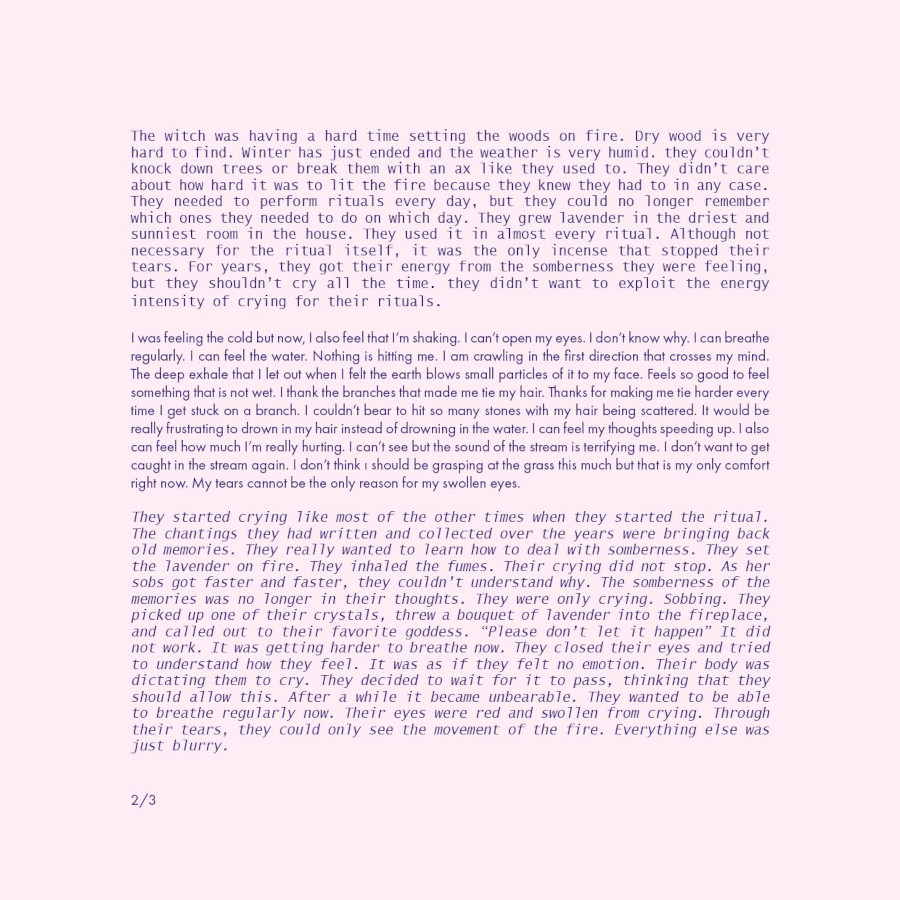 The witch was having a hard time setting the woods on fire. Dry wood is very
hard to find. Winter has just ended and the weather is very humid. they couldn't
knock down trees or break them with an ax like they used to. They didn't care
about how hard it was to lit the fire because they knew they had to in any case.
They needed to perform rituals every day, but they could no longer remember
which ones they needed to do on which day. They grew lavender in the driest and
sunniest room in the house. They used it in almost every ritual. Although not
necessary for the ritual itself, it was the only incense that stopped their
tears. For years, they got their energy from the somberness they were feeling,
but they shouldn't cry all the time. they didn't want to exploit the energy
intensity of crying for their rituals.
I was feeling the cold but now, I also feel that I'm shaking. I can't open my eyes. I don't know why. I can breathe
regularly. I can feel the water. Nothing is hitting me. I am crawling in the first direction that crosses my mind.
The deep exhale that I let out when I felt the earth blows small particles of it to my face. Feels so good to feel
something that is not wet. I thank the branches that made me tie my hair. Thanks for making me tie harder every
time I get stuck on a branch. I couldn't bear to hit so many stones with my hair being scattered. It would be
really frustrating to drown in my hair instead of drowning in the water. I can feel my thoughts speeding up. I also
can feel how much I'm really hurting. I can't see but the sound of the stream is terrifying me. I don't want to get
caught in the stream again. I don't think ı should be grasping at the grass this much but that is my only comfort
right now. My tears cannot be the only reason for my swollen eyes.
They started crying like most of the other times when they started the ritual.
The chantings they had written and collected over the years were bringing back
old memories. They really wanted to learn how to deal with somberness. They set
the lavender on fire. They inhaled the fumes. Their crying did not stop. As her
sobs got faster and faster, they couldn't understand why. The somberness of the
memories was no longer in their thoughts. They were only crying. Sobbing. They
picked up one of their crystals, threw a bouquet of lavender into the fireplace,
and called out to their favorite goddess. "Please don't let it happen" It did
not work. It was getting harder to breathe now. They closed their eyes and tried
to understand how they feel. It was as if they felt no emotion. Their body was
dictating them to cry. They decided to wait for it to pass, thinking that they
should allow this. After a while it became unbearable. They wanted to be able
to breathe regularly now. Their eyes were red and swollen from crying. Through
their tears, they could only see the movement of the fire. Everything else was
just blurry.
2/3